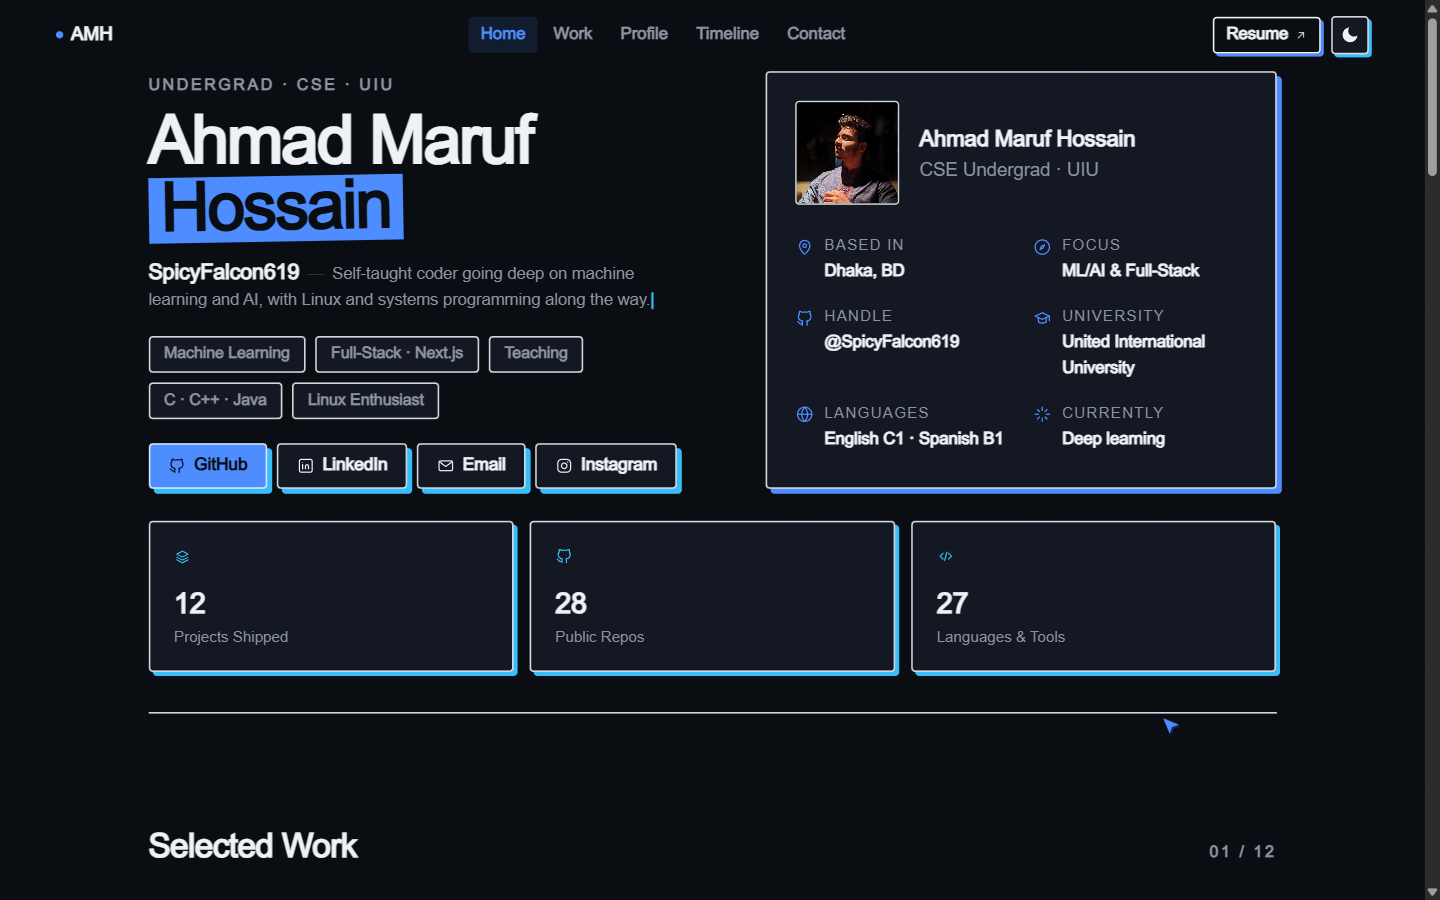 AMH
Home
Work
Profile
Timeline
Contact
Resume
UNDERGRAD · CSE · UIU
Ahmad Maruf
Hossain
SpicyFalcon619 — Self-taught coder going deep on machine
learning and AI, with Linux and systems programming along the way.
Machine Learning
Full-Stack · Next.js
Teaching
C · C++ · Java
Linux Enthusiast
GitHub
LinkedIn
Email
Instagram
Ahmad Maruf Hossain
CSE Undergrad · UIU
BASED IN
Dhaka, BD
FOCUS
ML/AI & Full-Stack
HANDLE
@SpicyFalcon619
UNIVERSITY
United International
University
LANGUAGES
English C1 · Spanish B1
CURRENTLY
Deep learning
12
Projects Shipped
28
Public Repos
27
Languages & Tools
Selected Work
01 / 12